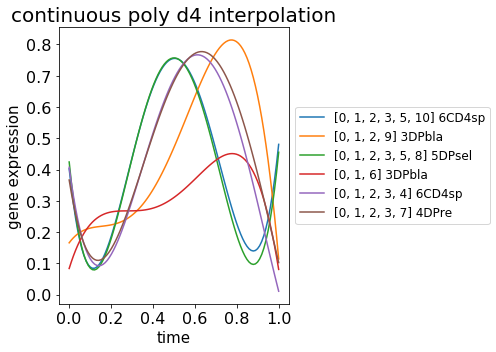 continuous poly d4 interpolation
gene expression
0.8
0.7
0.6
0.5
0.4
0.3
0.2
0.1
0.0
0.0 0.2 0.4 0.6 0.8 1.0
time
[0, 1, 2, 3, 5, 10] 6CD4sp
[0, 1, 2, 9] 3DPbla
[0, 1, 2, 3, 5, 8] 5DPsel
[0, 1, 6] 3DPbla
[0, 1, 2, 3, 4] 6CD4sp
[0, 1, 2, 3, 7] 4DPre